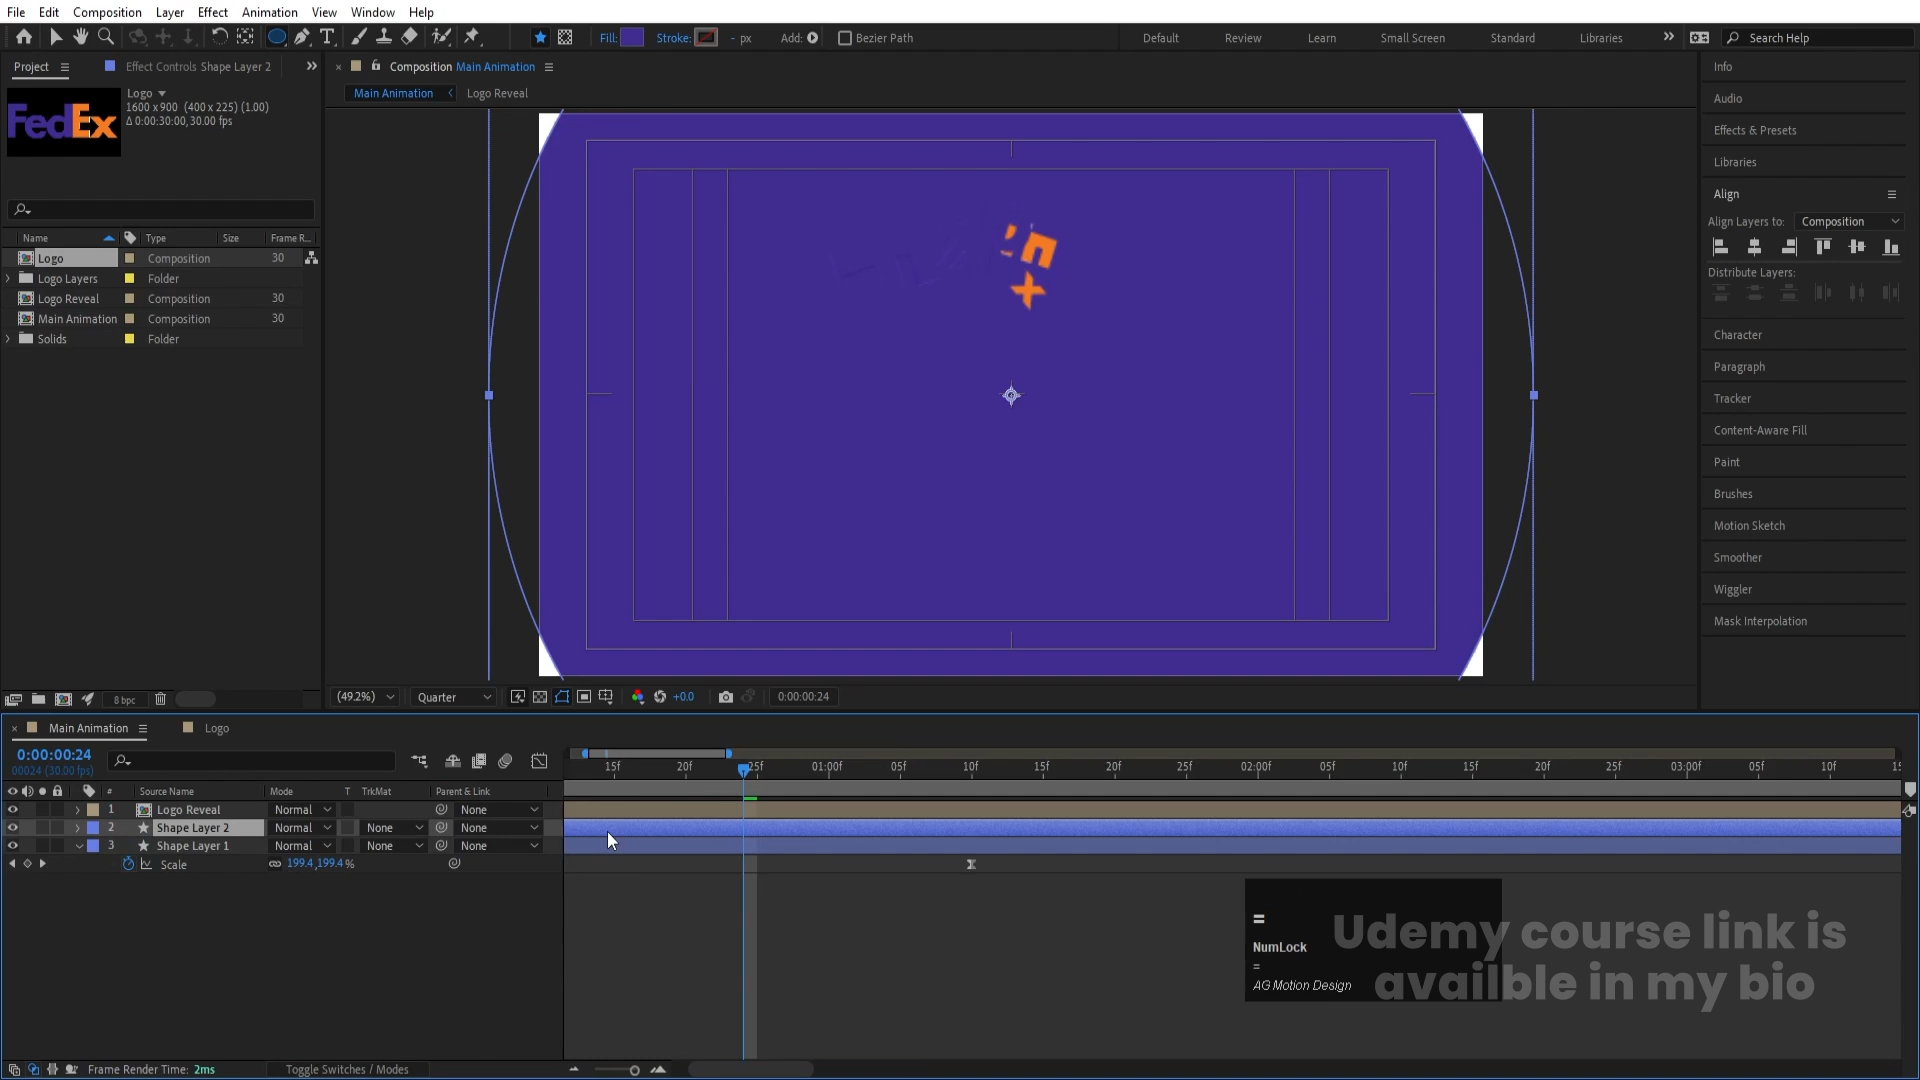 File Edit Composition Layer Effect Animation View Window Help
Fill: Stroke: - px Add: Bezier Path Default Review Learn Small Screen Standard Libraries Search Help
Project Effect Controls Shape Layer 2
Composition Main Animation
Main Animation Logo Reveal
FedEx
Logo
1600 x 900 (400 x 225) (1.00)
Δ 0:00:30:00, 30.00 fps
Name Type Size Frame R...
Logo Composition 30
Logo Layers Folder
Logo Reveal Composition 30
Main Animation Composition 30
Solids Folder
8 bpc
(49.2%) Quarter +0.0 0:00:00:24
Info
Audio
Effects & Presets
Libraries
Align
Align Layers to: Composition
Distribute Layers:
Character
Paragraph
Tracker
Content-Aware Fill
Paint
Brushes
Motion Sketch
Smoother
Wiggler
Mask Interpolation
Main Animation Logo
0:00:00:24
00024 (30.00 fps)
15f 20f 25f 01:00f 05f 10f 15f 20f 25f 02:00f 05f 10f 15f 20f 25f 03:00f 05f 10f 15
# Source Name Mode T TrkMat Parent & Link
1 Logo Reveal Normal None
2 Shape Layer 2 Normal None None
3 Shape Layer 1 Normal None None
Scale 199.4,199.4%
=
NumLock
=
AG Motion Design
Udemy course link is
availble in my bio
Frame Render Time: 2ms Toggle Switches / Modes